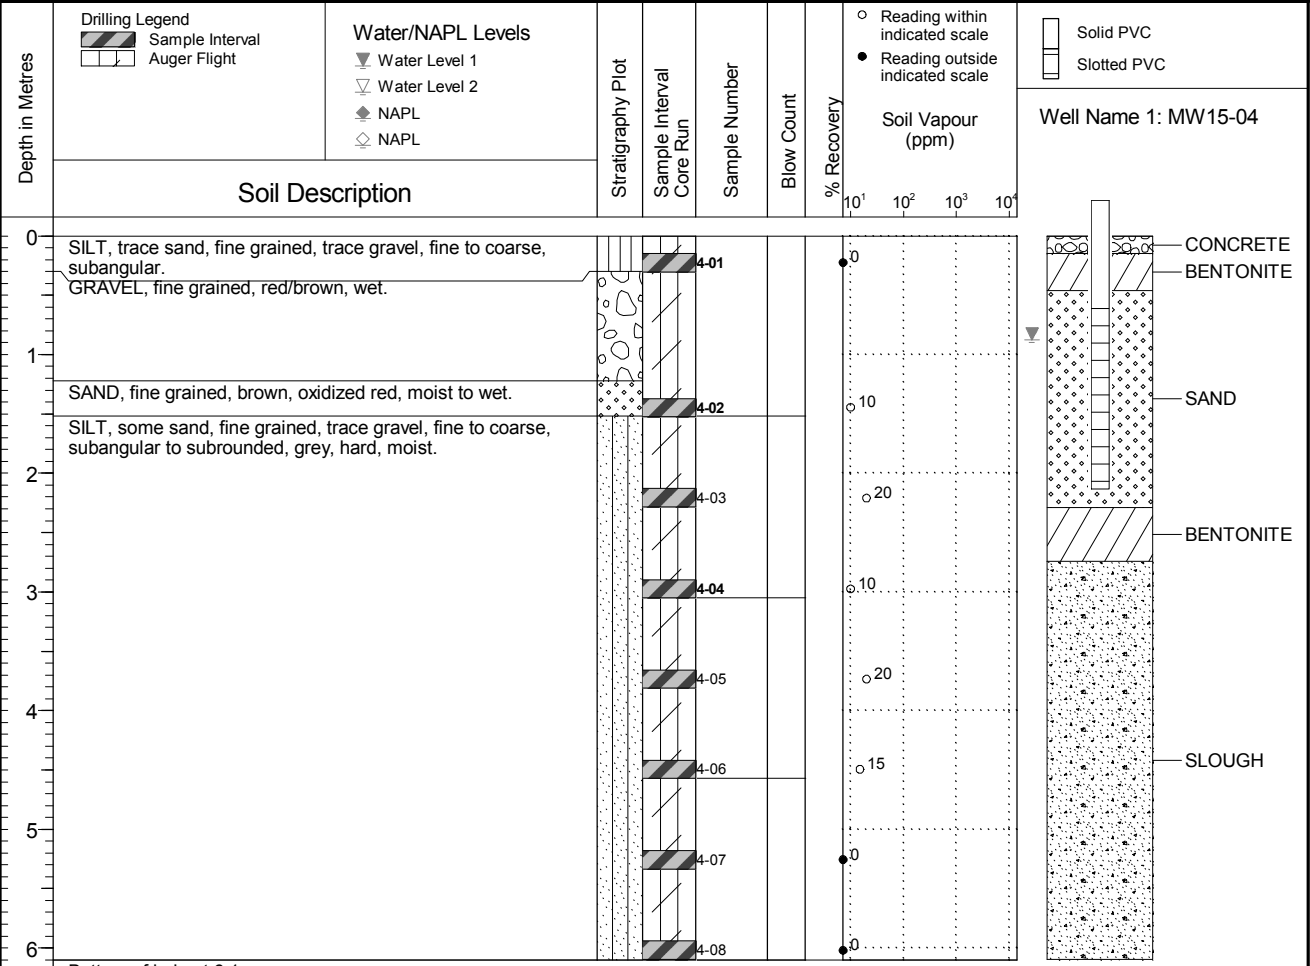 Drilling Legend
Sample Interval
Auger Flight
Water/NAPL Levels
Water Level 1
Water Level 2
NAPL
NAPL
Depth in Metres
Soil Description
Stratigraphy Plot
Sample Interval
Core Run
Sample Number
Blow Count
% Recovery
Reading within
indicated scale
Reading outside
indicated scale
Soil Vapour
(ppm)
10¹ 10² 10³ 10⁴
Solid PVC
Slotted PVC
Well Name 1: MW15-04
0
SILT, trace sand, fine grained, trace gravel, fine to coarse,
subangular.
GRAVEL, fine grained, red/brown, wet.
4-01
0
CONCRETE
BENTONITE
1
SAND, fine grained, brown, oxidized red, moist to wet.
4-02
10
SAND
SILT, some sand, fine grained, trace gravel, fine to coarse,
subangular to subrounded, grey, hard, moist.
2
4-03
20
BENTONITE
3
4-04
10
4-05
20
4
4-06
15
SLOUGH
5
4-07
0
6
4-08
0